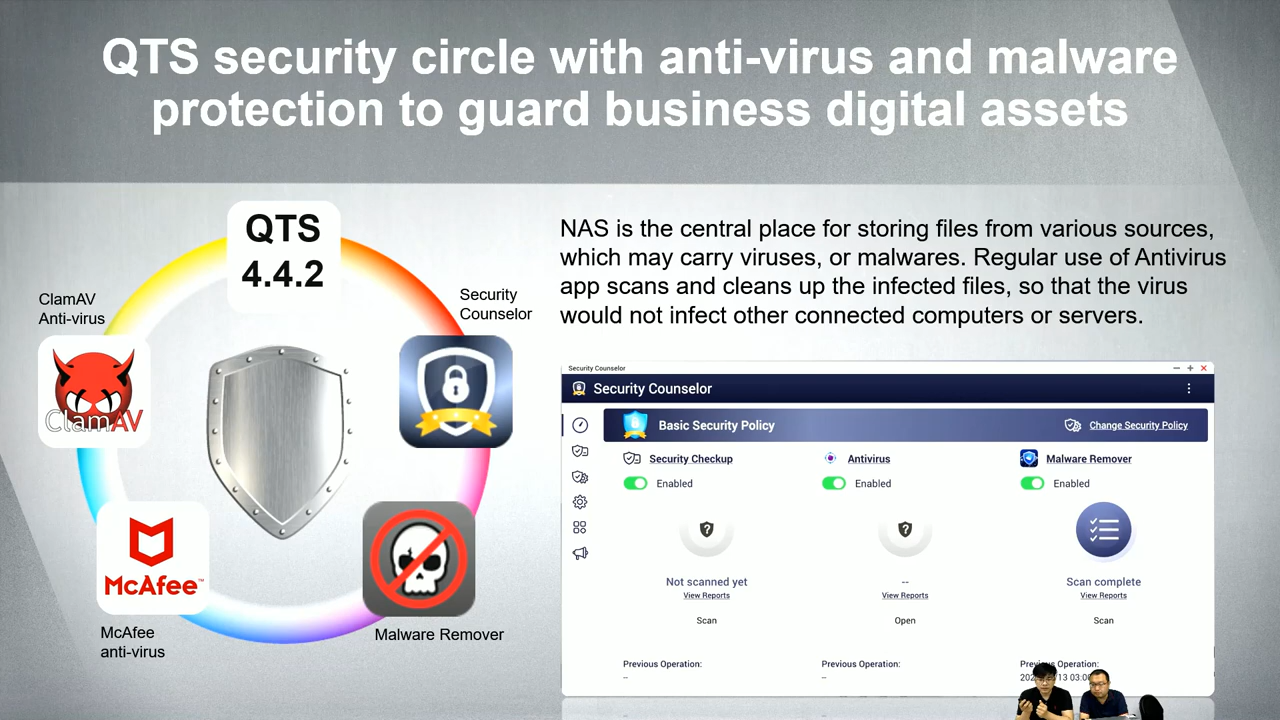 QTS security circle with anti-virus and malware
protection to guard business digital assets
QTS
4.4.2
ClamAV
Anti-virus
Security
Counselor
ClamAV
McAfee™
McAfee
anti-virus
Malware Remover
NAS is the central place for storing files from various sources,
which may carry viruses, or malwares. Regular use of Antivirus
app scans and cleans up the infected files, so that the virus
would not infect other connected computers or servers.
Security Counselor
Security Counselor
Basic Security Policy
Change Security Policy
Security Checkup
Antivirus
Malware Remover
Enabled
Enabled
Enabled
Not scanned yet
--
Scan complete
View Reports
View Reports
View Reports
Scan
Open
Scan
Previous Operation:
Previous Operation:
Previous Operation:
--
--